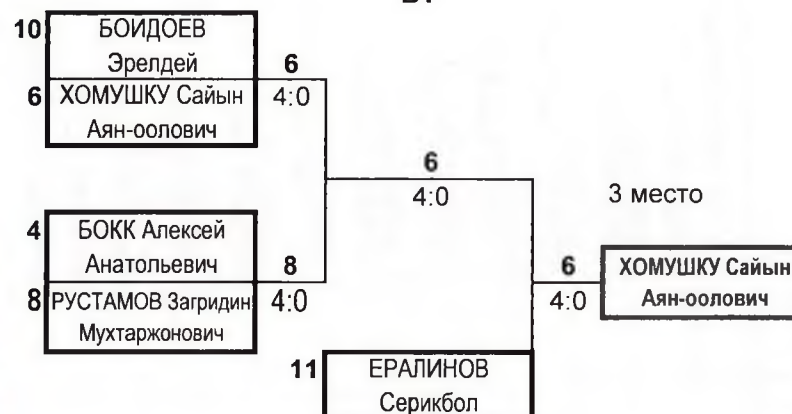 10 БОИДОЕВ
Эрелдей
6
6 ХОМУШКУ Сайын
4:0
Аян-оолович
6
4:0
3 место
4 БОКК Алексей
Анатольевич
8
8 РУСТАМОВ Загридин
4:0
Мухтаржонович
6
4:0
ХОМУШКУ Сайын
Аян-оолович
11 ЕРАЛИНОВ
Серикбол